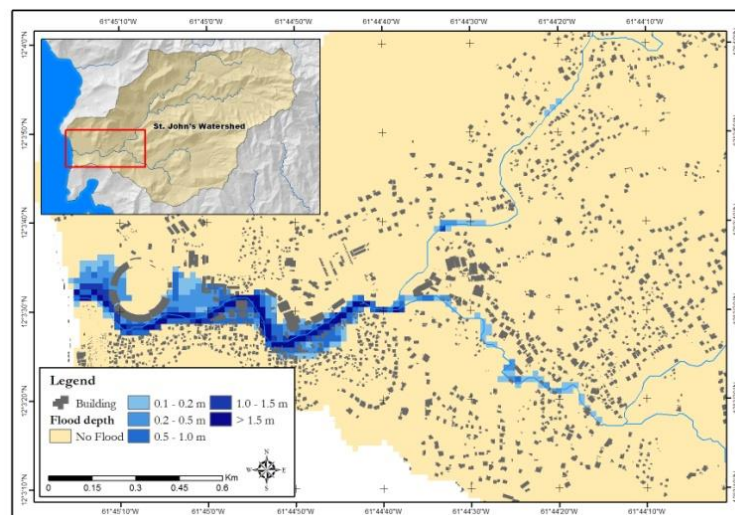 61°45'10"W 61°45'0"W 61°44'50"W 61°44'40"W 61°44'30"W 61°44'20"W 61°44'10"W
12°4'0"N
St. John's Watershed
12°3'50"N
12°3'40"N
12°3'30"N
12°3'20"N
12°3'10"N
Legend
Building
Flood depth
No Flood
0.1 - 0.2 m
0.2 - 0.5 m
0.5 - 1.0 m
1.0 - 1.5 m
> 1.5 m
0 0.15 0.3 0.45 0.6 Km
N
W E
S
61°45'10"W 61°45'0"W 61°44'50"W 61°44'40"W 61°44'30"W 61°44'20"W 61°44'10"W